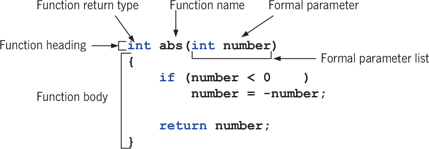 Function return type Function name Formal parameter
Function heading int abs(int number)
Formal parameter list
{
Function body
if (number < 0    )
number = -number;
return number;
}